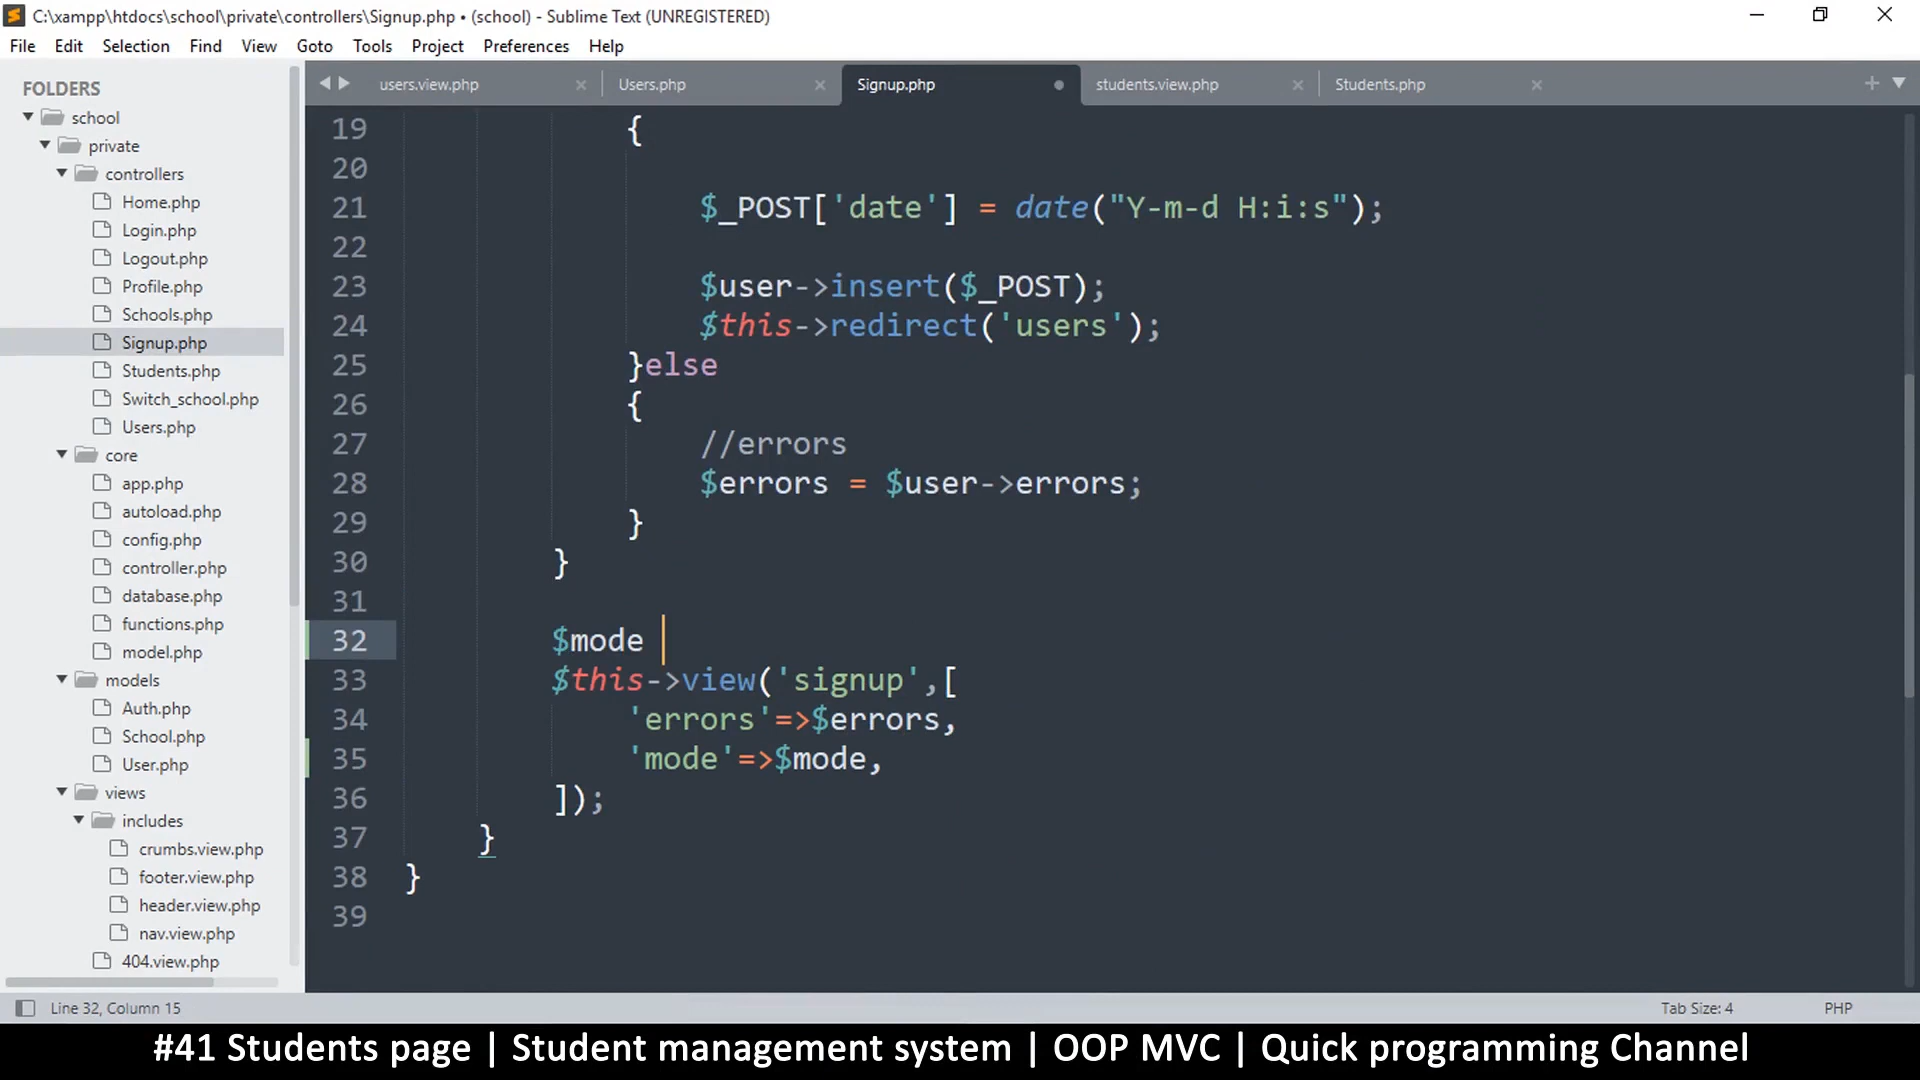 C:\xampp\htdocs\school\private\controllers\Signup.php • (school) - Sublime Text (UNREGISTERED)
File Edit Selection Find View Goto Tools Project Preferences Help
FOLDERS
school
private
controllers
Home.php
Login.php
Logout.php
Profile.php
Schools.php
Signup.php
Students.php
Switch_school.php
Users.php
core
app.php
autoload.php
config.php
controller.php
database.php
functions.php
model.php
models
Auth.php
School.php
User.php
views
includes
crumbs.view.php
footer.view.php
header.view.php
nav.view.php
404.view.php
users.view.php Users.php Signup.php students.view.php Students.php
19 {
20
21 $_POST['date'] = date("Y-m-d H:i:s");
22
23 $user->insert($_POST);
24 $this->redirect('users');
25 }else
26 {
27 //errors
28 $errors = $user->errors;
29 }
30 }
31
32 $mode
33 $this->view('signup',[
34 'errors'=>$errors,
35 'mode'=>$mode,
36 ]);
37 }
38 }
39
Line 32, Column 15 Tab Size: 4 PHP
#41 Students page | Student management system | OOP MVC | Quick programming Channel